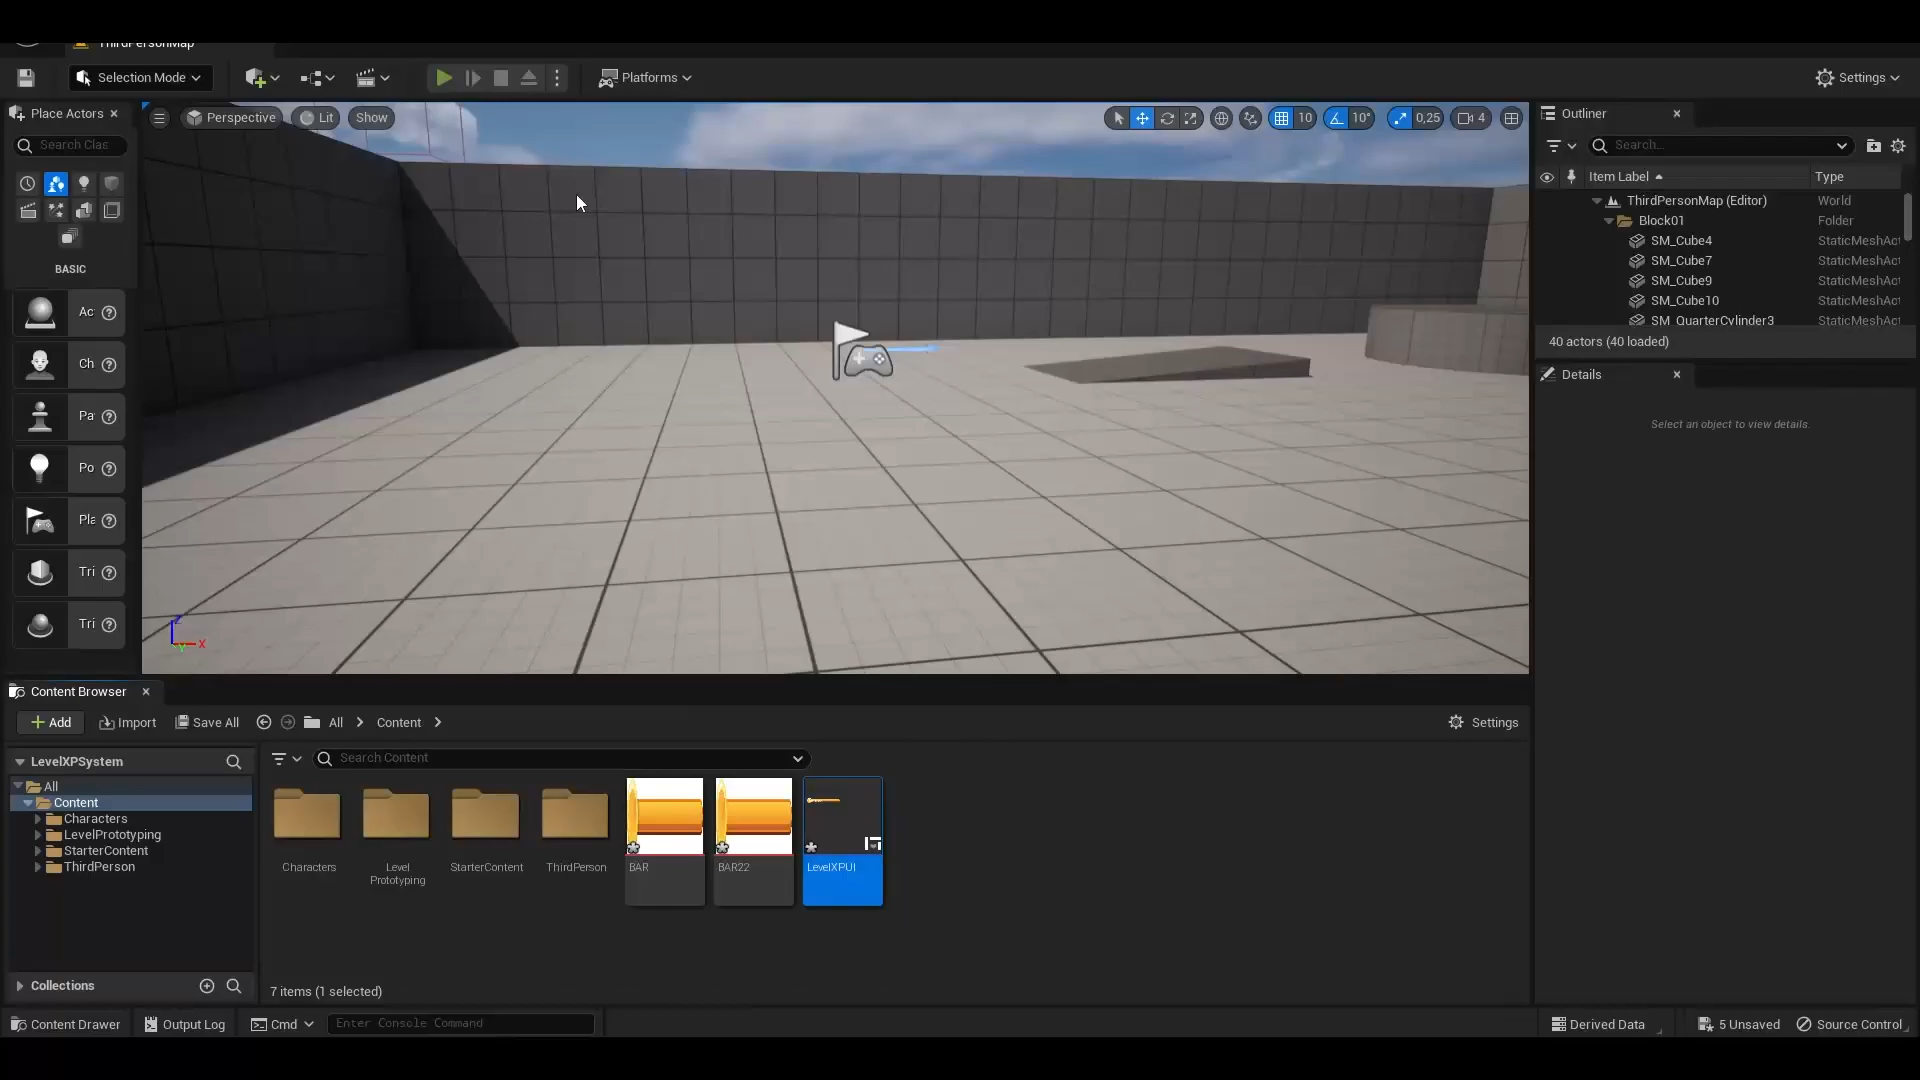 ThirdPersonMap
Selection Mode
Platforms
Settings
Place Actors
Search Clas
BASIC
Ac
Ch
Pa
Po
Pla
Tri
Tri
Perspective
Lit
Show
10
10°
0,25
4
X
Outliner
Search...
Item Label
Type
ThirdPersonMap (Editor)
World
Block01
Folder
SM_Cube4
StaticMeshAct
SM_Cube7
StaticMeshAct
SM_Cube9
StaticMeshAct
SM_Cube10
StaticMeshAct
SM_QuarterCylinder3
StaticMeshAct
40 actors (40 loaded)
Details
Select an object to view details.
Content Browser
Add
Import
Save All
All
Content
Settings
LevelXPSystem
All
Content
Characters
LevelPrototyping
StarterContent
ThirdPerson
Collections
Search Content
Characters
Level
Prototyping
StarterContent
ThirdPerson
BAR
BAR22
LevelXPUI
7 items (1 selected)
Content Drawer
Output Log
Cmd
Enter Console Command
Derived Data
5 Unsaved
Source Control